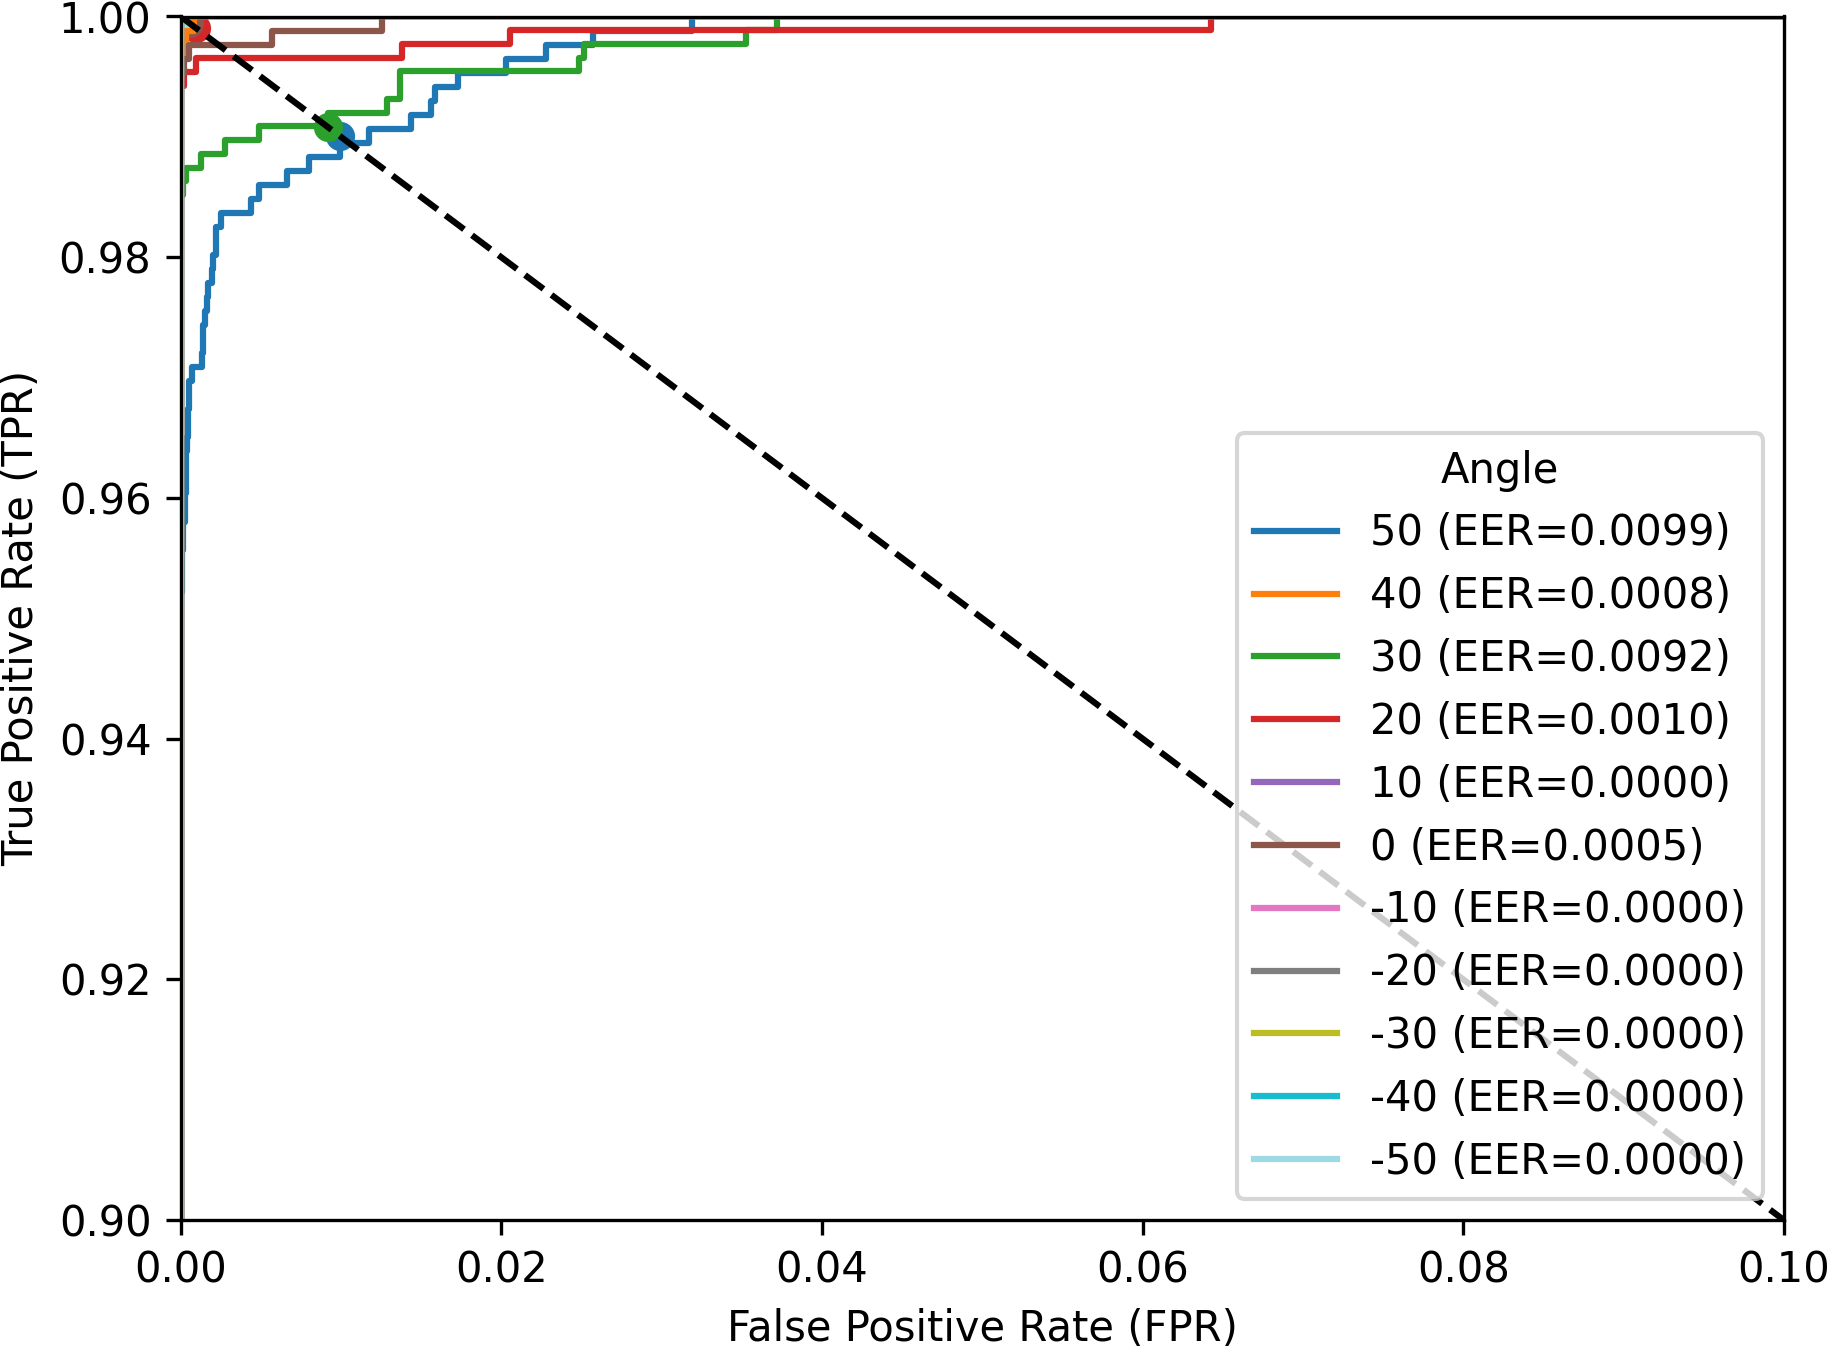 1.00
0.98
0.96
0.94
0.92
0.90
True Positive Rate (TPR)
0.00 0.02 0.04 0.06 0.08 0.10
False Positive Rate (FPR)
Angle
50 (EER=0.0099)
40 (EER=0.0008)
30 (EER=0.0092)
20 (EER=0.0010)
10 (EER=0.0000)
0 (EER=0.0005)
-10 (EER=0.0000)
-20 (EER=0.0000)
-30 (EER=0.0000)
-40 (EER=0.0000)
-50 (EER=0.0000)